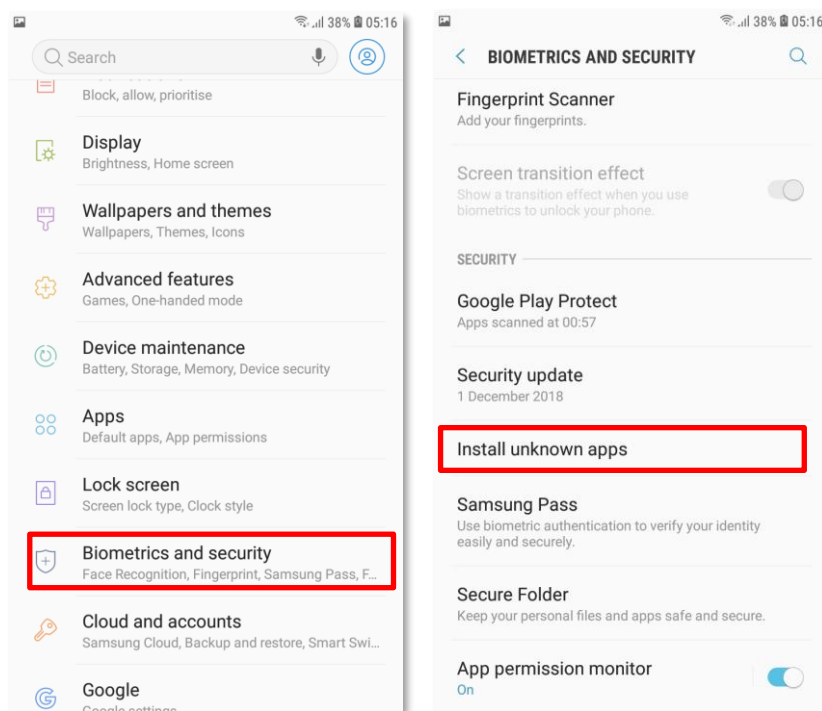 38% 05:16
Search
Block, allow, prioritise
Display
Brightness, Home screen
Wallpapers and themes
Wallpapers, Themes, Icons
Advanced features
Games, One-handed mode
Device maintenance
Battery, Storage, Memory, Device security
Apps
Default apps, App permissions
Lock screen
Screen lock type, Clock style
Biometrics and security
Face Recognition, Fingerprint, Samsung Pass, F...
Cloud and accounts
Samsung Cloud, Backup and restore, Smart Swi...
Google
Google settings
38% 05:16
BIOMETRICS AND SECURITY
Fingerprint Scanner
Add your fingerprints.
Screen transition effect
Show a transition effect when you use
biometrics to unlock your phone.
SECURITY
Google Play Protect
Apps scanned at 00:57
Security update
1 December 2018
Install unknown apps
Samsung Pass
Use biometric authentication to verify your identity
easily and securely.
Secure Folder
Keep your personal files and apps safe and secure.
App permission monitor
On